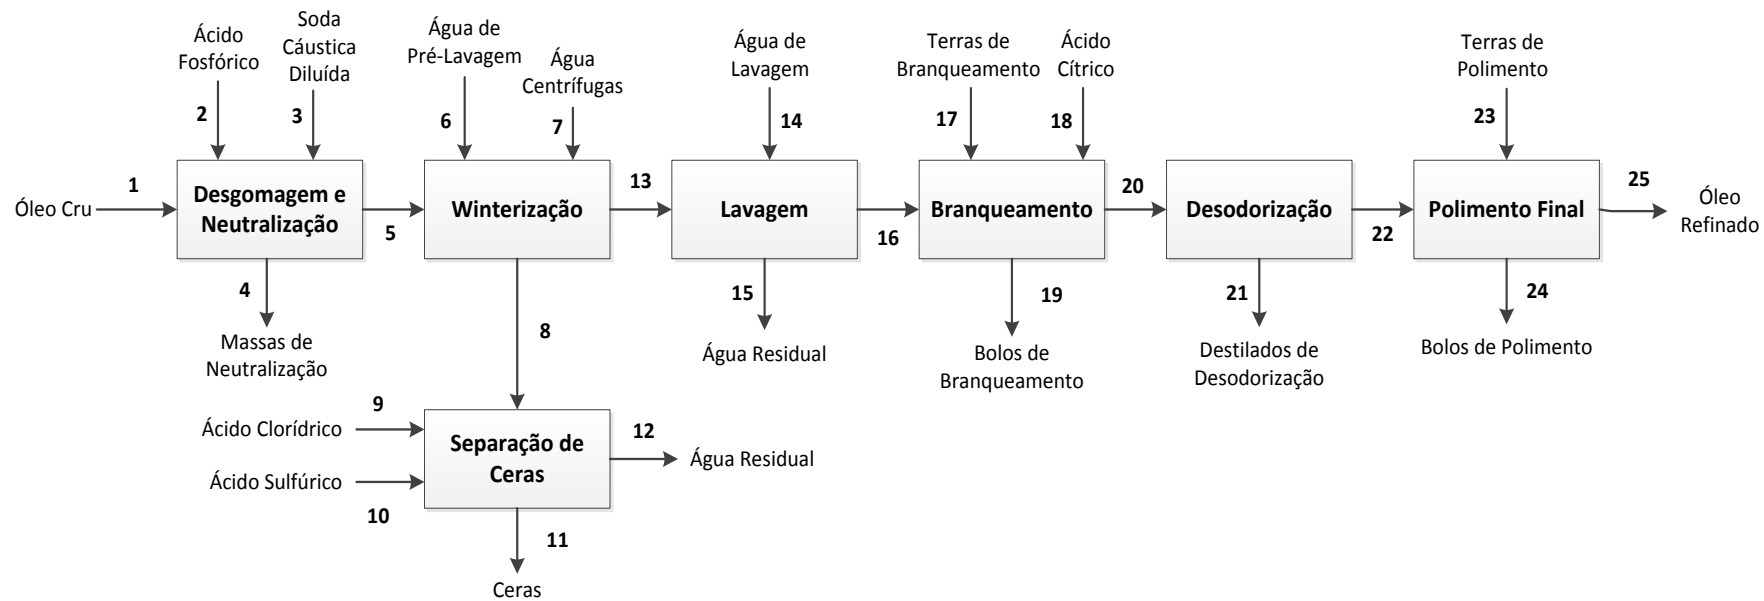 Ácido
Fosfórico
Soda
Cáustica
Diluída
Água de
Pré-Lavagem
Água
Centrífugas
Água de
Lavagem
Terras de
Branqueamento
Ácido
Cítrico
Terras de
Polimento
2
3
6
7
14
17
18
23
Óleo Cru
1
Desgomagem e
Neutralização
5
Winterização
13
Lavagem
16
Branqueamento
20
Desodorização
22
Polimento Final
25
Óleo
Refinado
4
Massas de
Neutralização
8
15
Água Residual
19
Bolos de
Branqueamento
21
Destilados de
Desodorização
24
Bolos de Polimento
Ácido Clorídrico
9
Ácido Sulfúrico
10
Separação de
Ceras
12
Água Residual
11
Ceras